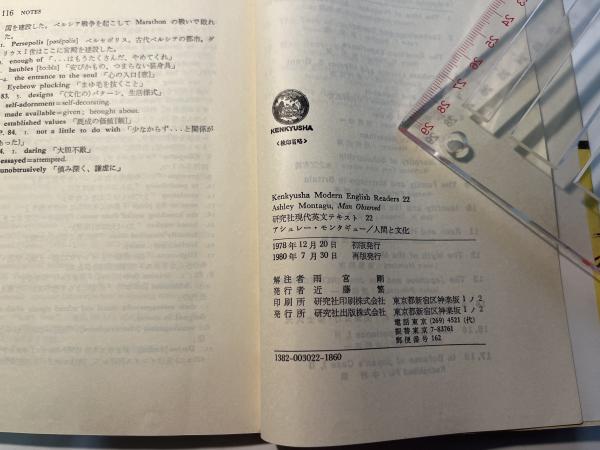 116 NOTES
国を建設した。ペルシア戦争を起こして Marathon の戦いで敗れ
た。
Persepolis [pəsépəlis] ペルセポリス。古代ペルシアの都市。ダ
リウス1世はここに宮殿を建設した。
enough of 「...はもうたくさんだ、やめてくれ」
baubles [bɔ:blz] 「安ぴかもの、つまらない装身具」
the entrance to the soul 「心の入口[窓]」
Eyebrow plucking 「まゆ毛を抜くこと」
83. 5. designs 「(文化の)パターン、生活様式」
self-adornment=self-decorating.
made available=given; brought about.
established values 「既成の価値[観]」
P. 84. 1. not a little to do with 「少なからず...と関係が
あった」
4. 1. daring 「大胆不敵」
essayed=attempted.
unobtrusively 「慎み深く、謙虚に」
KENKYUSHA
〈検印省略〉
Kenkyusha Modern English Readers 22
Ashley Montagu, Man Observed
研究社現代英文テキスト 22
アシュレー・モンタギュー/人間と文化
1978年12月20日 初版発行
1980年 7月30日 再版発行
解注者 雨宮 剛
発行者 近藤 繁
印刷所 研究社印刷株式会社 東京都新宿区神楽坂1ノ2
発行所 研究社出版株式会社 東京都新宿区神楽坂1ノ2
電話東京 (269) 4521 (代)
振替東京 7-83761
郵便番号 162
1382-003022-1860
24
25
26
27
28
29